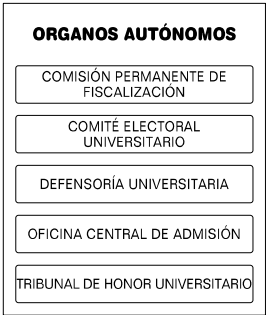 ORGANOS AUTÓNOMOS
COMISIÓN PERMANENTE DE
FISCALIZACIÓN
COMITÉ ELECTORAL
UNIVERSITARIO
DEFENSORÍA UNIVERSITARIA
OFICINA CENTRAL DE ADMISIÓN
TRIBUNAL DE HONOR UNIVERSITARIO